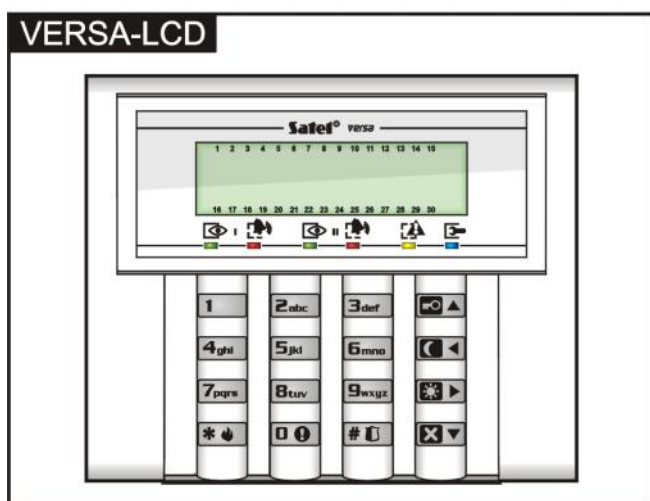 VERSA-LCD
Satel® versa
1 2 3 4 5 6 7 8 9 10 11 12 13 14 15
16 17 18 19 20 21 22 23 24 25 26 27 28 29 30
I II
1 2abc 3def
4ghi 5jkl 6mno
7pqrs 8tuv 9wxyz
* 0 #